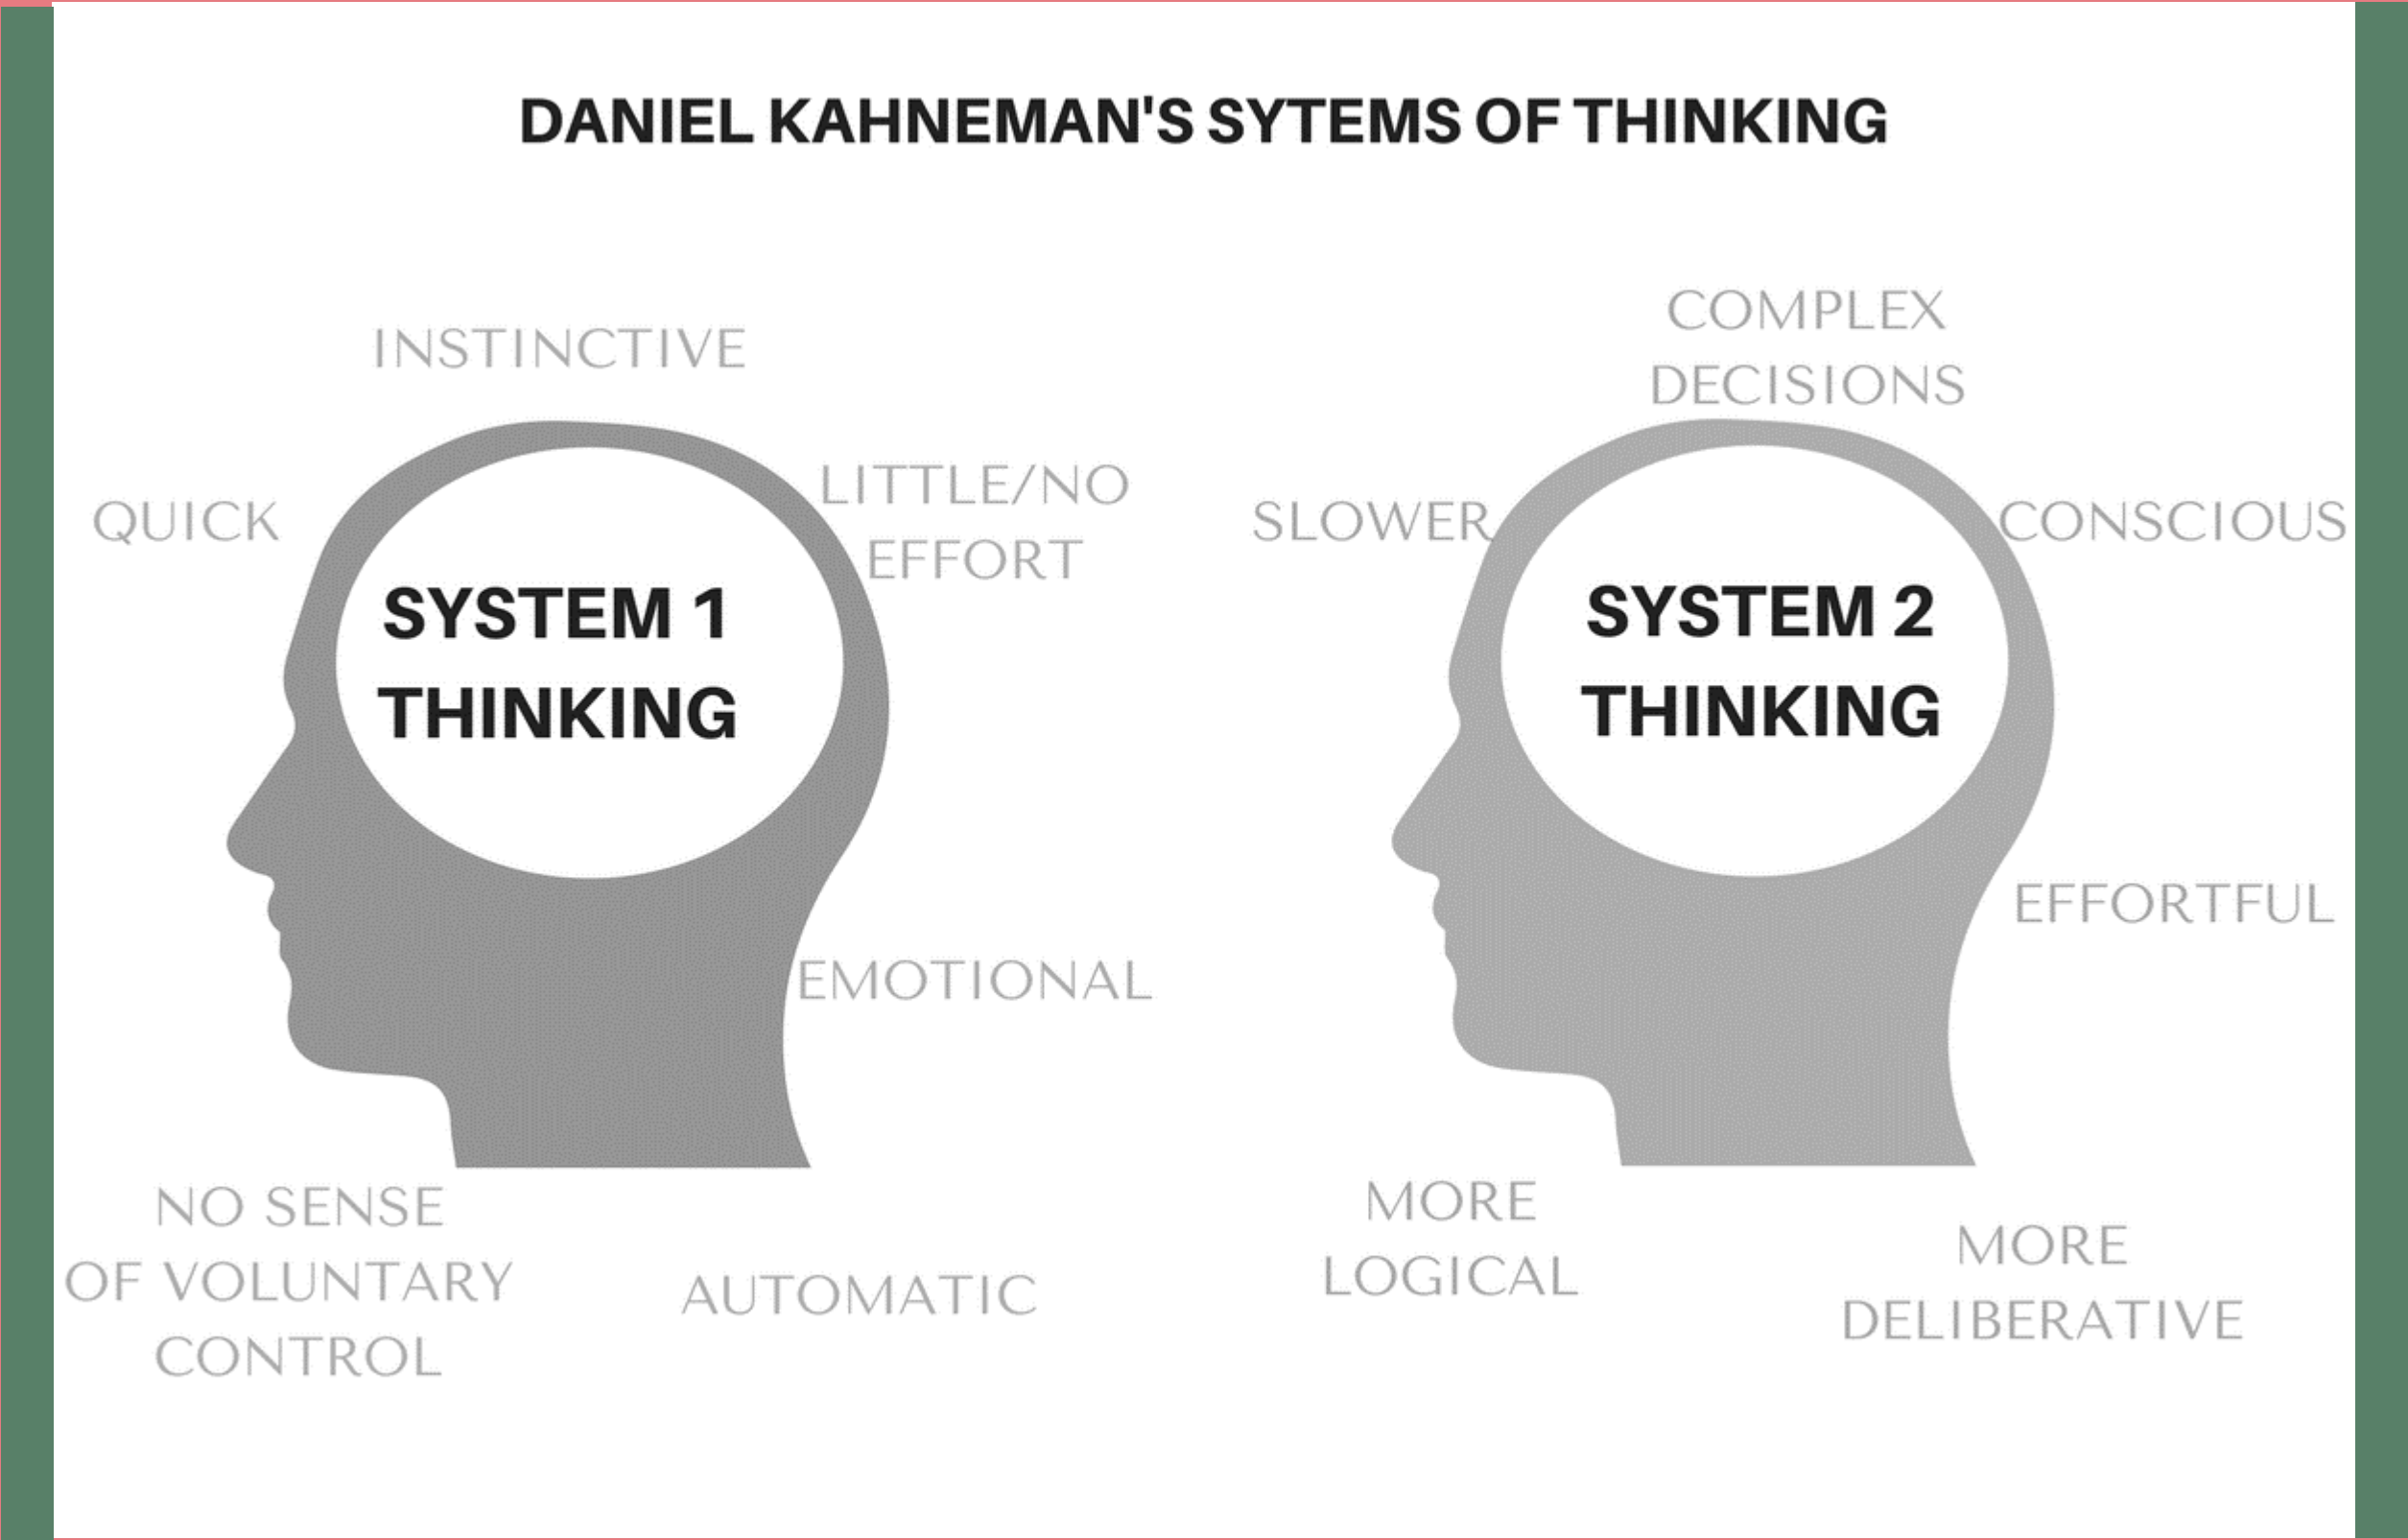 DANIEL KAHNEMAN'S SYTEMS OF THINKING
INSTINCTIVE
QUICK
LITTLE/NO
EFFORT
SYSTEM 1
THINKING
EMOTIONAL
NO SENSE
OF VOLUNTARY
CONTROL
AUTOMATIC
COMPLEX
DECISIONS
SLOWER
CONSCIOUS
SYSTEM 2
THINKING
EFFORTFUL
MORE
LOGICAL
MORE
DELIBERATIVE